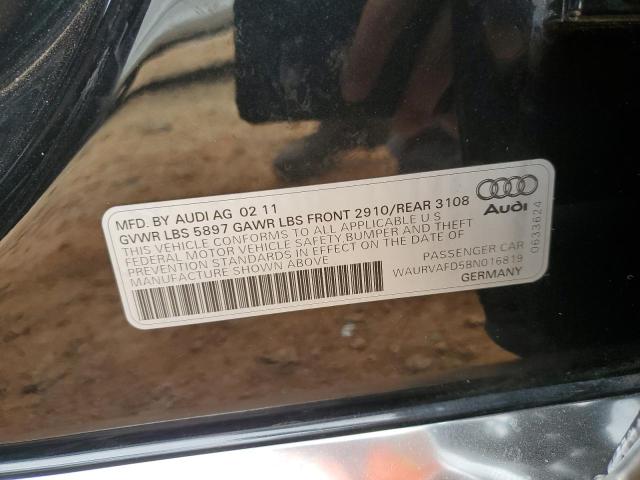 MFD. BY AUDI AG 02 11
GVWR LBS 5897 GAWR LBS FRONT 2910/REAR 3108
THIS VEHICLE CONFORMS TO ALL APPLICABLE U S
FEDERAL MOTOR VEHICLE SAFETY BUMPER AND THEFT
PREVENTION STANDARDS IN EFFECT ON THE DATE OF
MANUFACTURE SHOWN ABOVE
PASSENGER CAR
WAURVAFD5BN016819
GERMANY
Audi
0633624